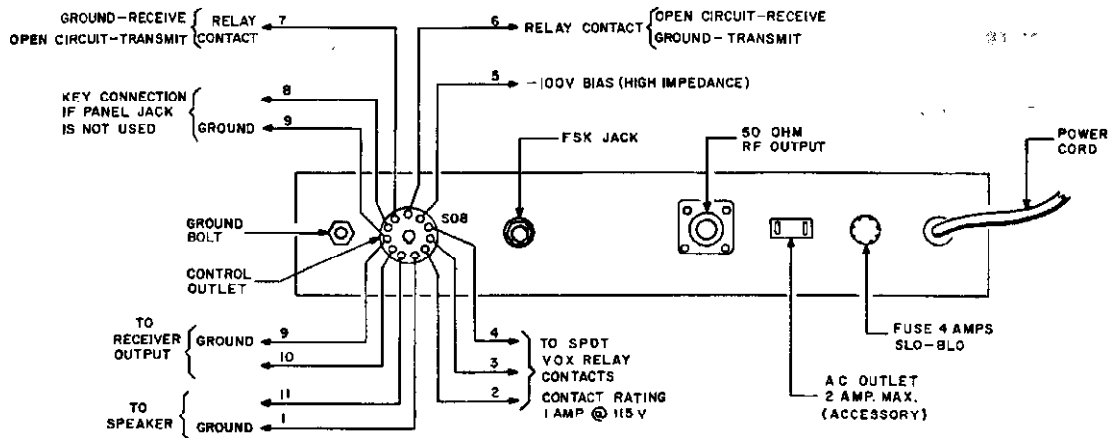 GROUND-RECEIVE
OPEN CIRCUIT-TRANSMIT
RELAY
CONTACT
7
6
RELAY CONTACT
OPEN CIRCUIT-RECEIVE
GROUND-TRANSMIT
5
-100V BIAS (HIGH IMPEDANCE)
KEY CONNECTION
IF PANEL JACK
IS NOT USED
8
GROUND
9
FSK JACK
50 OHM
RF OUTPUT
POWER
CORD
S08
GROUND
BOLT
CONTROL
OUTLET
TO
RECEIVER
OUTPUT
GROUND
9
10
TO
SPEAKER
11
GROUND
1
4
3
2
TO SPDT
VOX RELAY
CONTACTS
CONTACT RATING
1 AMP @ 115 V
FUSE 4 AMPS
SLO-BLO
AC OUTLET
2 AMP. MAX.
(ACCESSORY)